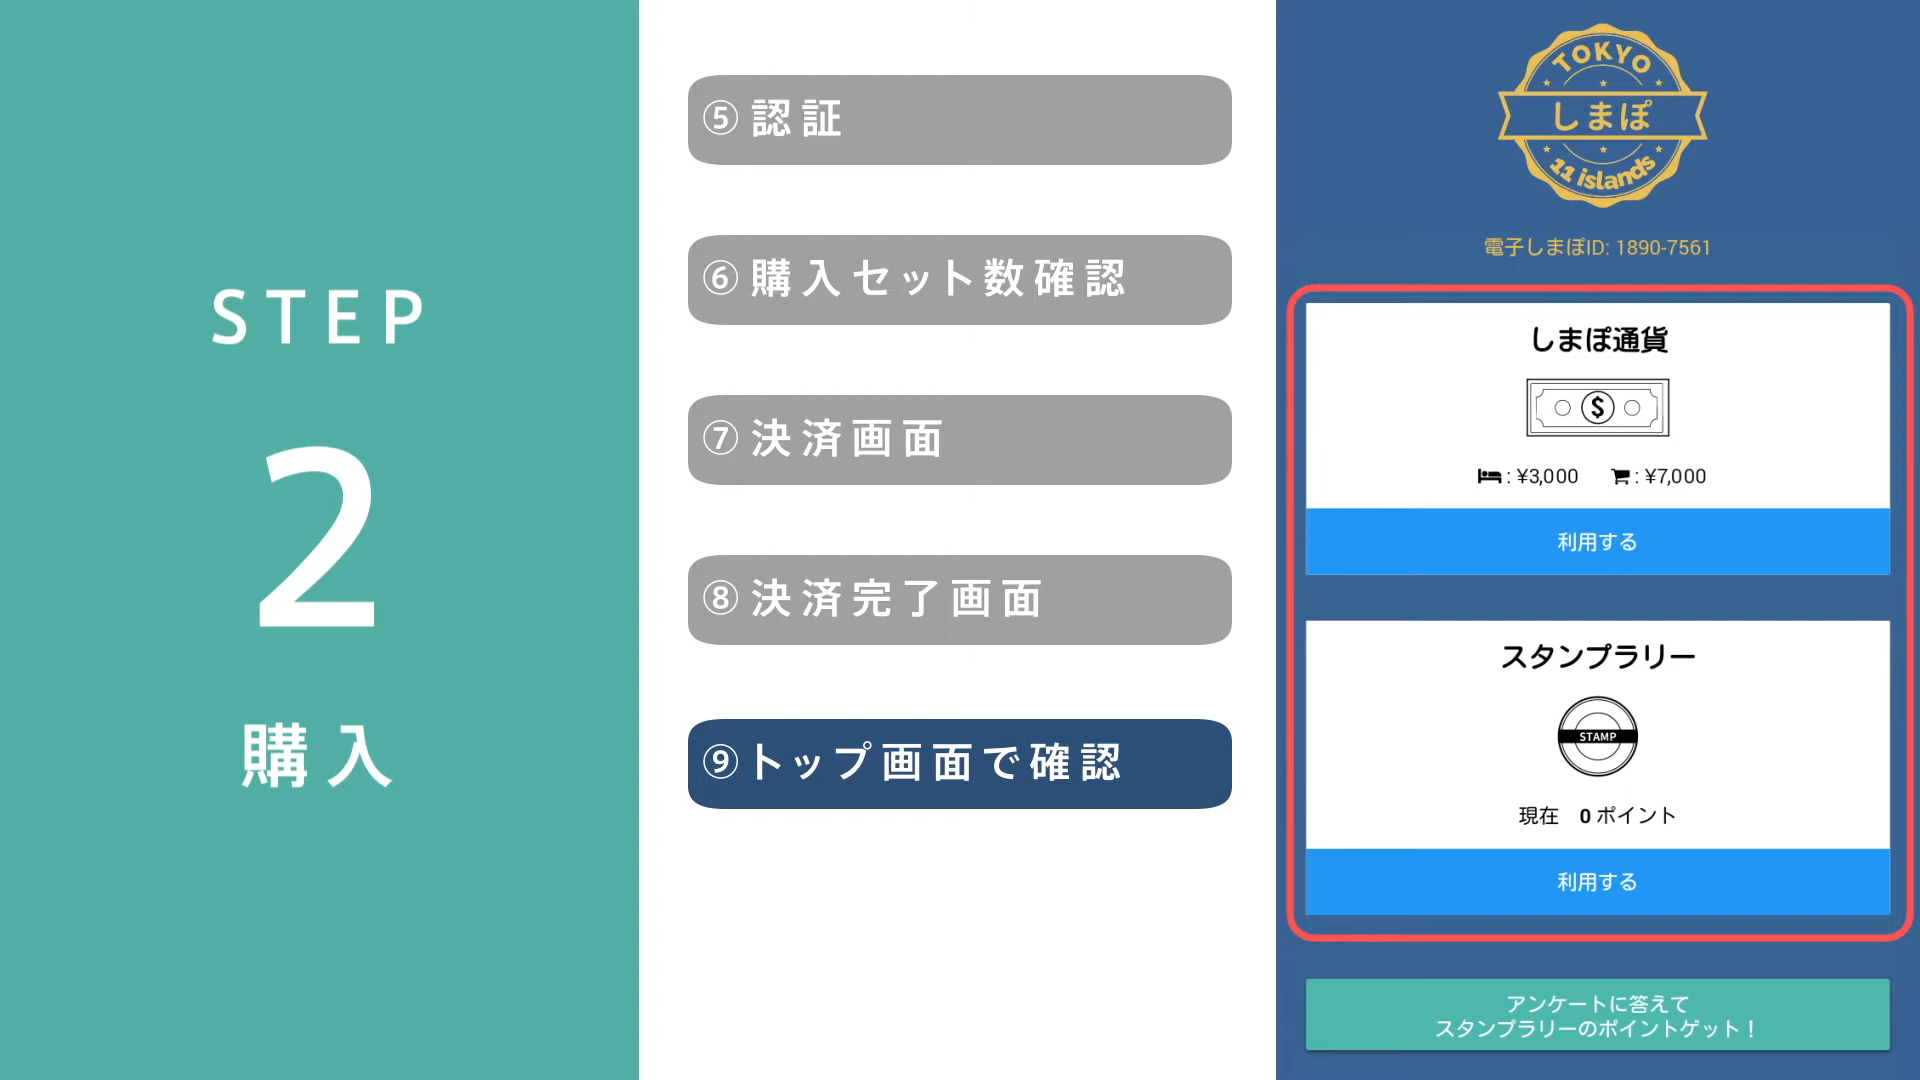 STEP
2
購入
⑤認証
⑥購入セット数確認
⑦決済画面
⑧決済完了画面
⑨トップ画面で確認
TOKYO
しまぽ
11 islands
電子しまぽID: 1890-7561
しまぽ通貨
$
: ¥3,000 : ¥7,000
利用する
スタンプラリー
STAMP
現在 0 ポイント
利用する
アンケートに答えて
スタンプラリーのポイントゲット！